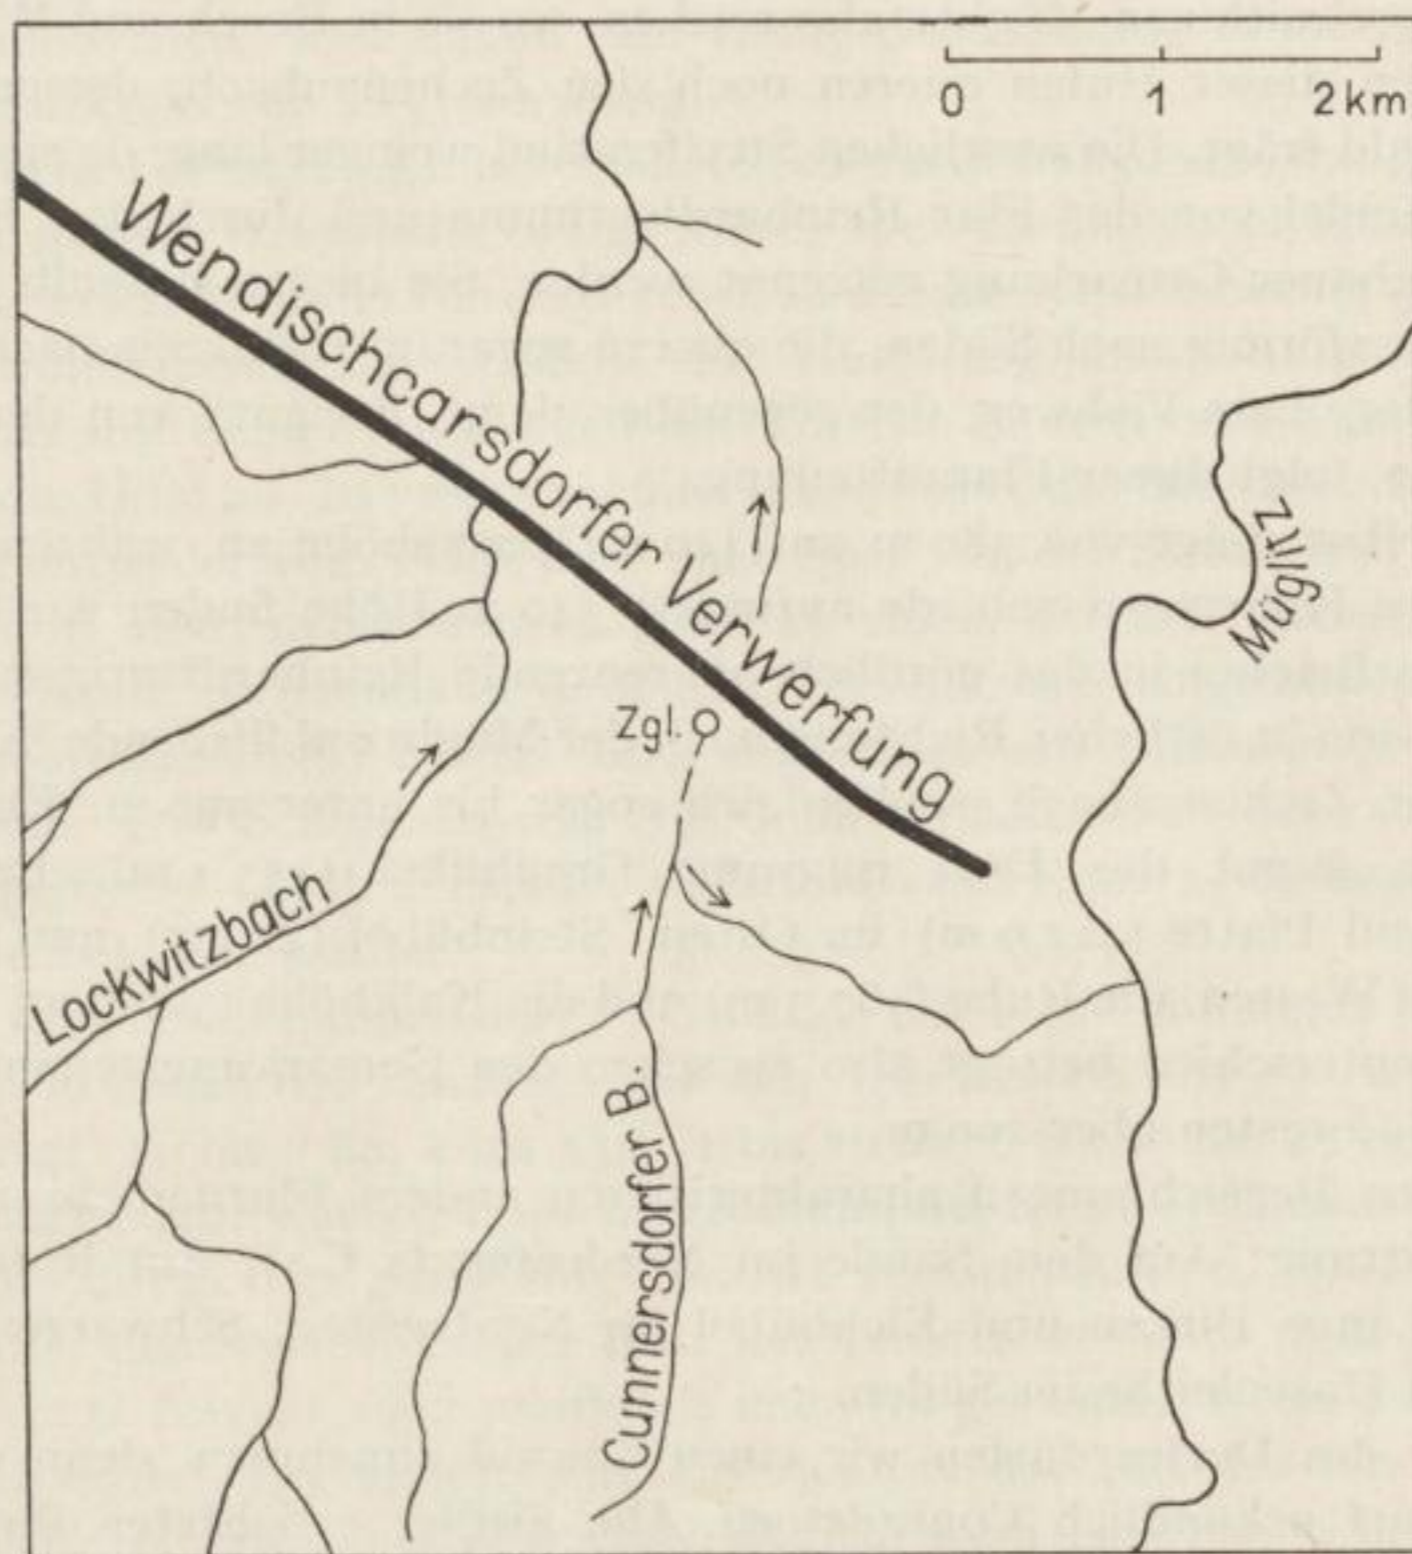 0 1 2 km
Wendischcarsdorfer Verwerfung
Müglitz
Zgl.
Lockwitzbach
Cunnersdorfer B.